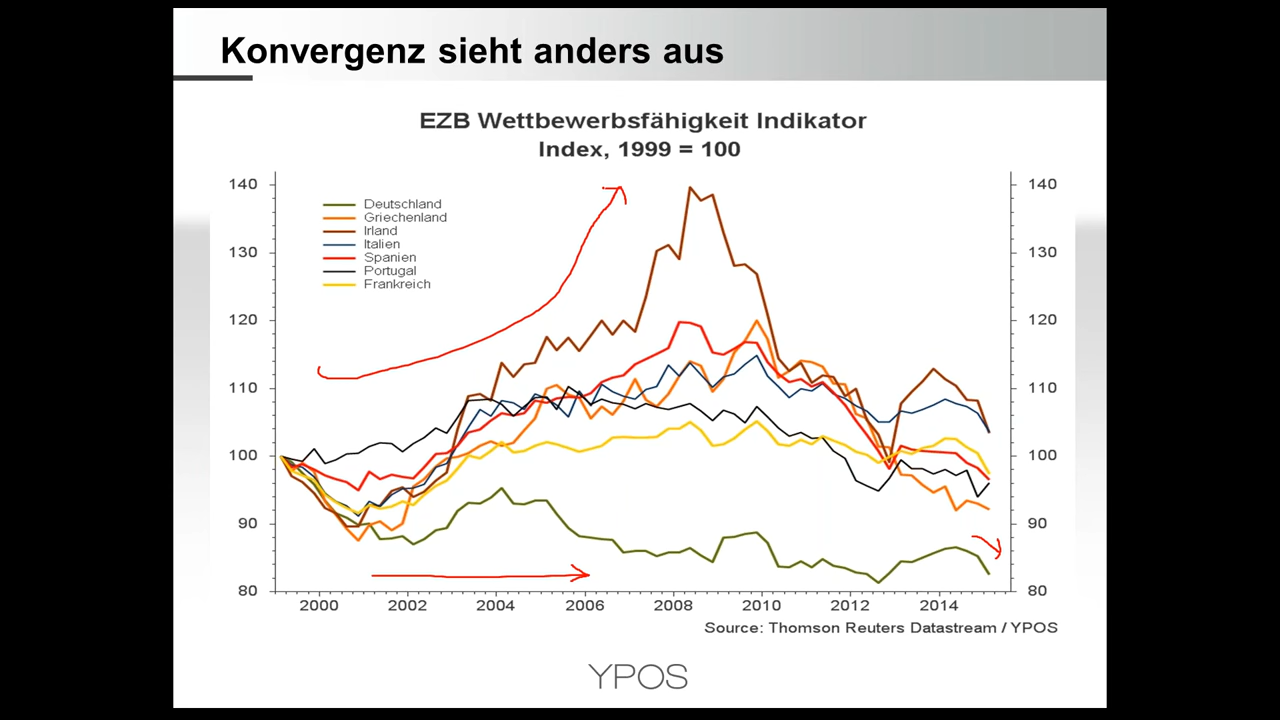 Konvergenz sieht anders aus
EZB Wettbewerbsfähigkeit Indikator
Index, 1999 = 100
140
130
120
110
100
90
80
Deutschland
Griechenland
Irland
Italien
Spanien
Portugal
Frankreich
140
130
120
110
100
90
80
2000 2002 2004 2006 2008 2010 2012 2014
Source: Thomson Reuters Datastream / YPOS
YPOS